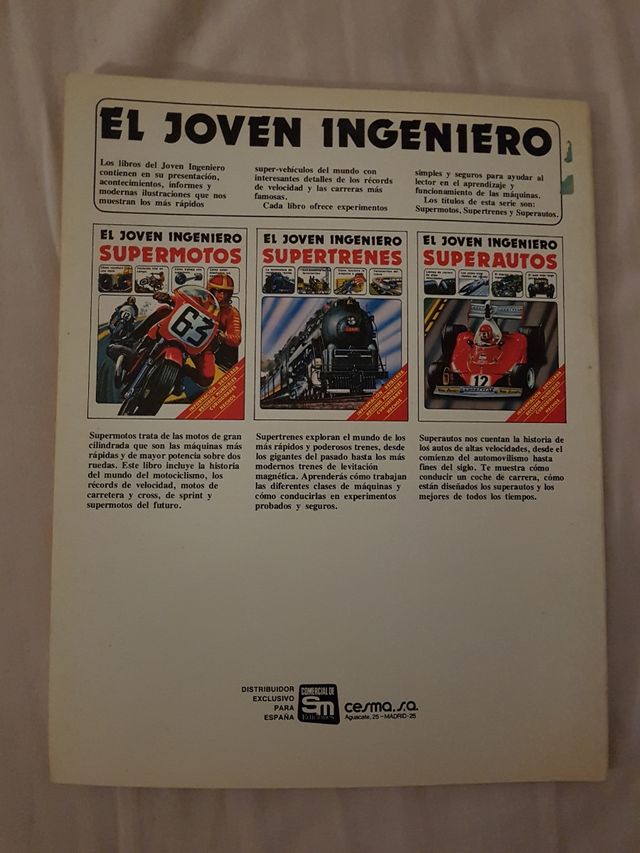 EL JOVEN INGENIERO
Los libros del Joven Ingeniero
contienen en su presentación,
acontecimientos, informes y
modernas ilustraciones que nos
muestran los más rápidos
super-vehículos del mundo con
interesantes detalles de los récords
de velocidad y las carreras más
famosas.
Cada libro ofrece experimentos
simples y seguros para ayudar al
lector en el aprendizaje y
funcionamiento de las máquinas.
Los títulos de esta serie son:
Supermotos, Supertrenes y Superautos.
EL JOVEN INGENIERO
SUPERMOTOS
63
EL JOVEN INGENIERO
SUPERTRENES
EL JOVEN INGENIERO
SUPERAUTOS
12
Supermotos trata de las motos de gran
cilindrada que son las máquinas más
rápidas y de mayor potencia sobre dos
ruedas. Este libro incluye la historia
del mundo del motociclismo, los
récords de velocidad, motos de
carretera y cross, de sprint y
supermotos del futuro.
Supertrenes exploran el mundo de los
más rápidos y poderosos trenes, desde
los gigantes del pasado hasta los más
modernos trenes de levitación
magnética. Aprenderás cómo trabajan
las diferentes clases de máquinas y
cómo conducirlas en experimentos
probados y seguros.
Superautos nos cuentan la historia de
los autos de altas velocidades, desde el
comienzo del automovilismo hasta
fines del siglo. Te muestra cómo
conducir un coche de carrera, cómo
están diseñados los superautos y los
mejores de todos los tiempos.
DISTRIBUIDOR
EXCLUSIVO
PARA
ESPAÑA
COMERCIAL DE
Sm
Ediciones
cesma, s.a.
Aguacate, 25 - MADRID-25